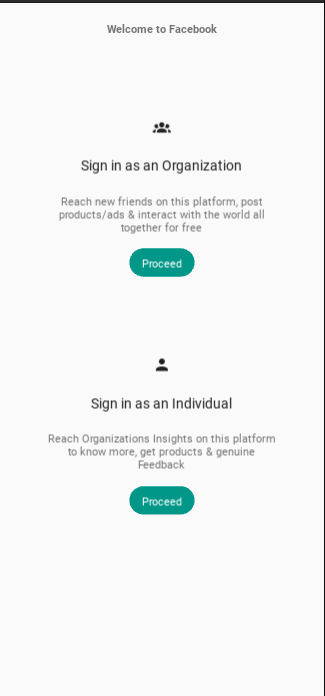 Welcome to Facebook
Sign in as an Organization
Reach new friends on this platform, post
products/ads & interact with the world all
together for free
Proceed
Sign in as an Individual
Reach Organizations Insights on this platform
to know more, get products & genuine
Feedback
Proceed